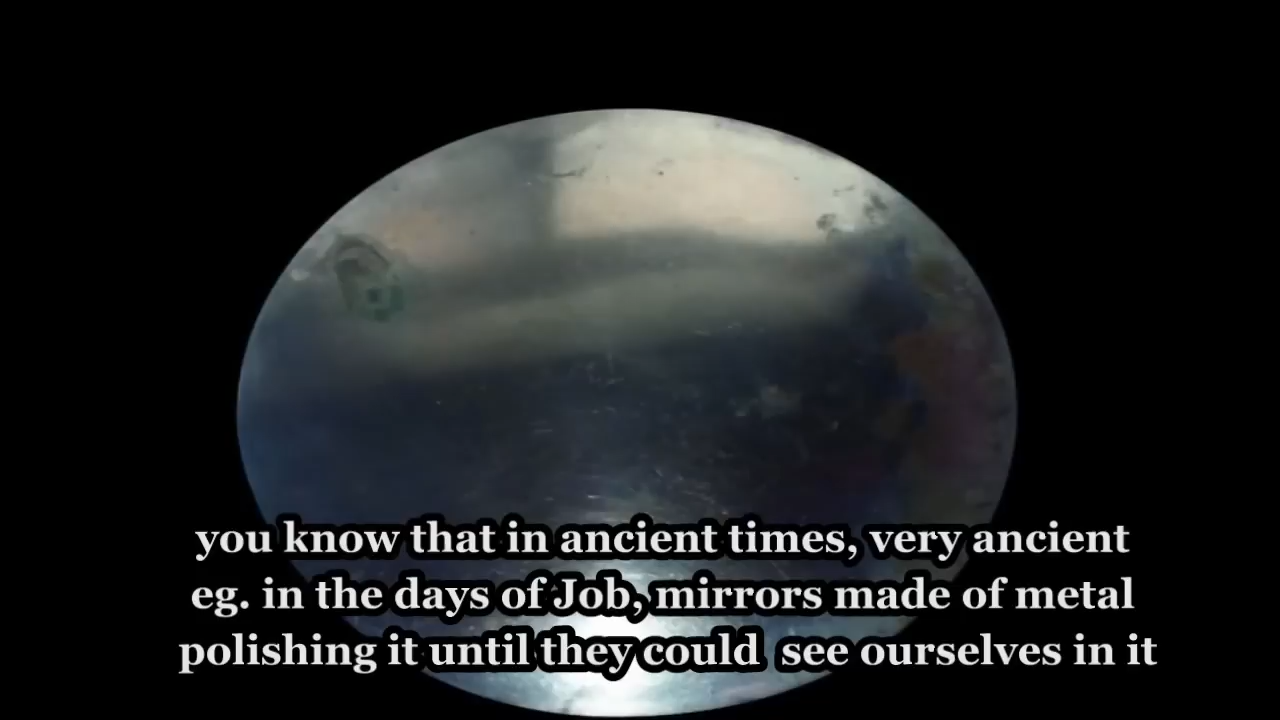 you know that in ancient times, very ancient
eg. in the days of Job, mirrors made of metal
polishing it until they could see ourselves in it